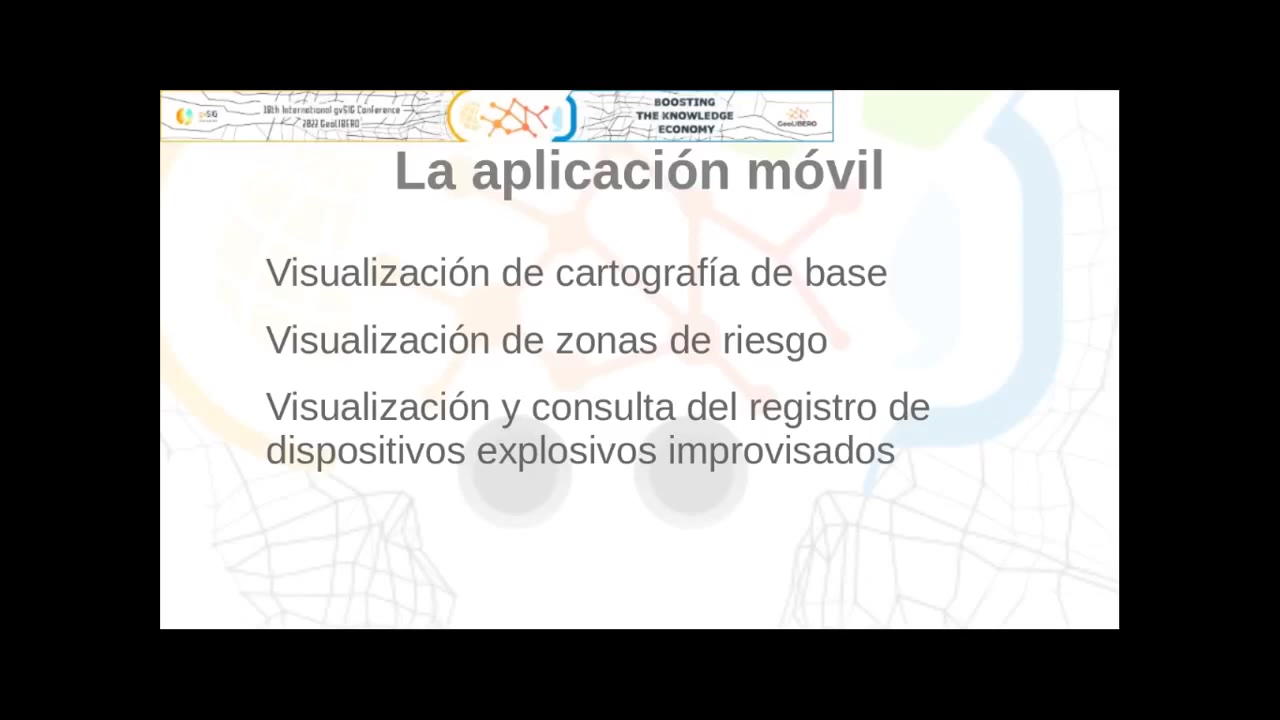 gvSIG
18th International gvSIG Conference
2022 GeoLIBERO
BOOSTING
THE KNOWLEDGE
ECONOMY
GeoLIBERO
La aplicación móvil
Visualización de cartografía de base
Visualización de zonas de riesgo
Visualización y consulta del registro de
dispositivos explosivos improvisados